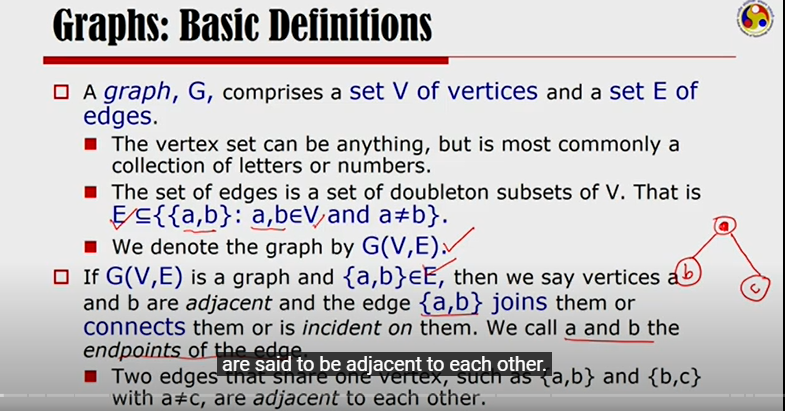 Graphs: Basic Definitions
A graph, G, comprises a set V of vertices and a set E of
edges.
The vertex set can be anything, but is most commonly a
collection of letters or numbers.
The set of edges is a set of doubleton subsets of V. That is
E⊆{{a,b}: a,b∈V and a≠b}.
We denote the graph by G(V,E).
If G(V,E) is a graph and {a,b}∈E, then we say vertices a
and b are adjacent and the edge {a,b} joins them or
connects them or is incident on them. We call a and b the
endpoints of the edge.
a
b
c
are said to be adjacent to each other.
Two edges that share one vertex, such as {a,b} and {b,c}
with a≠c, are adjacent to each other.